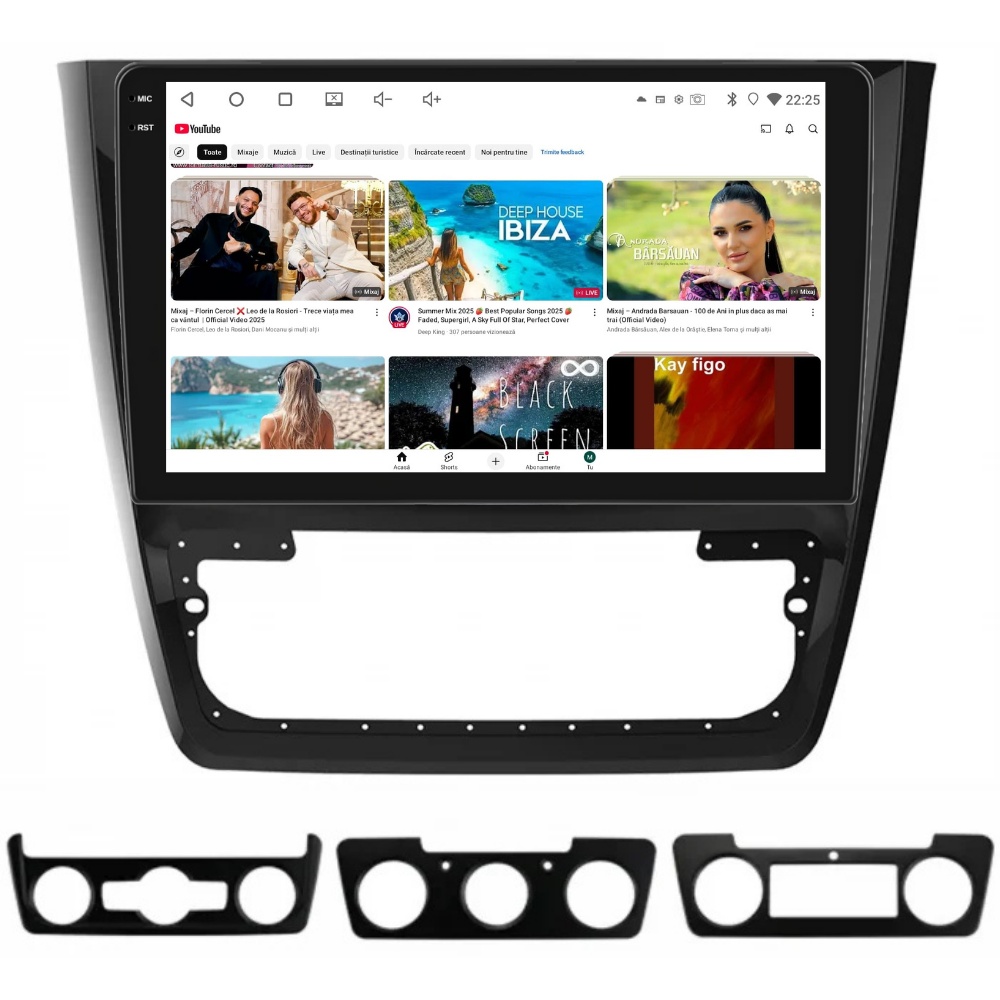 MIC
22:25
RST
YouTube
Toate
Mixaje
Muzică
Live
Destinații turistice
Încărcate recent
Noi pentru tine
Trimite feedback
DEEP HOUSE
IBIZA
BÂRSĂUAN
Mixaj
LIVE
Mixaj
Mixaj – Florin Cercel ❌ Leo de la Rosiori - Trece viața mea
ca vântul | Official Video 2025
Florin Cercel, Leo de la Rosiori, Dani Mocanu și mulți alții
LIVE
Summer Mix 2025 🍓 Best Popular Songs 2025 🍓
Faded, Supergirl, A Sky Full Of Star, Perfect Cover
Deep King · 307 persoane vizionează
Mixaj – Andrada Barsauan - 100 de Ani in plus daca as mai
trai (Official Video)
Andrada Bârsăuan, Alex de la Orăștie, Elena Toma și mulți alții
BLACK
SCREEN
Kay figo
Acasă
Shorts
Abonamente
M
Tu